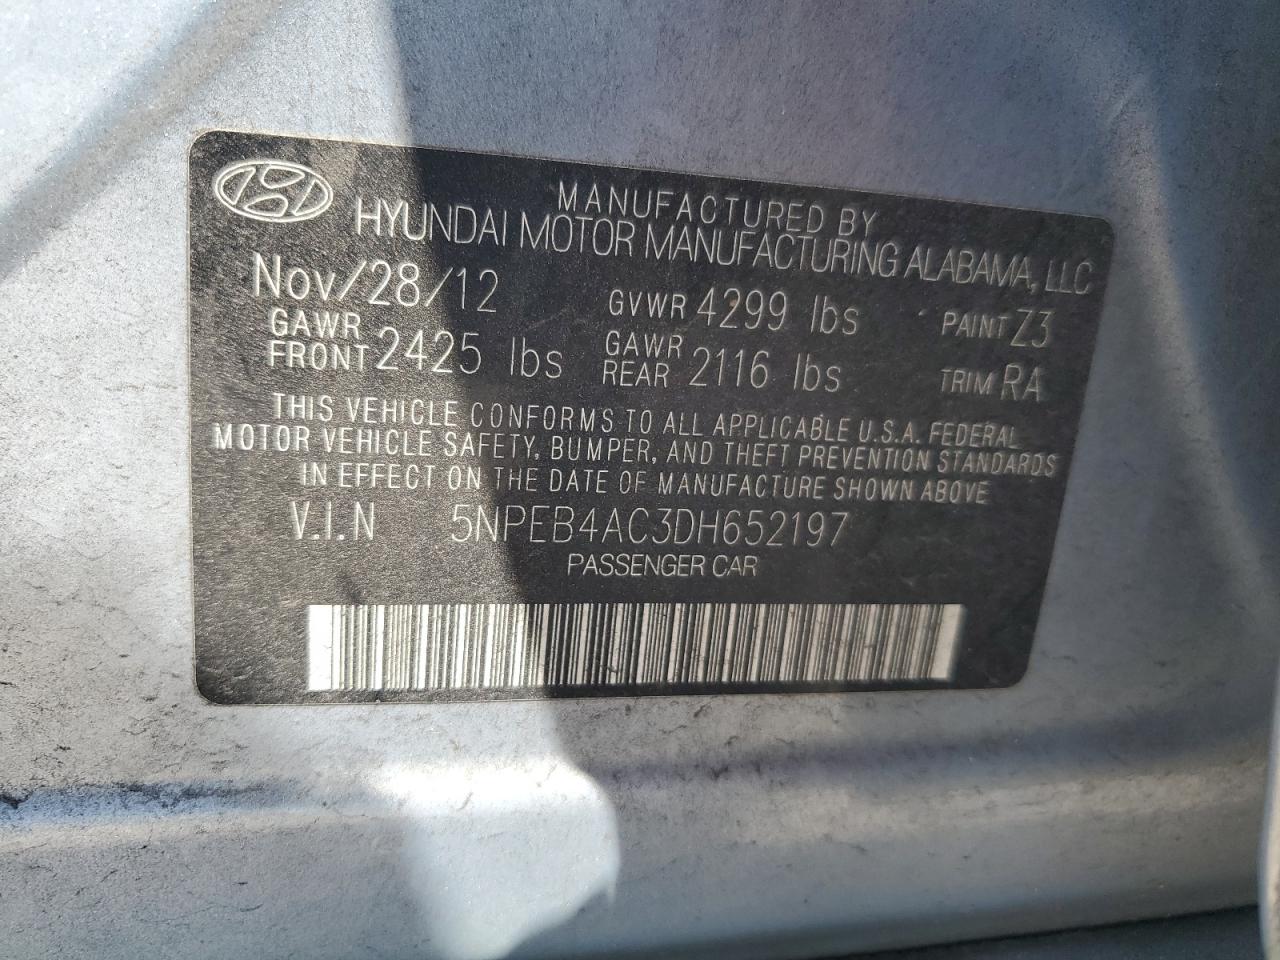 MANUFACTURED BY
HYUNDAI MOTOR MANUFACTURING ALABAMA, LLC
Nov/28/12 GVWR 4299 lbs PAINT Z3
GAWR FRONT 2425 lbs GAWR REAR 2116 lbs TRIM RA
THIS VEHICLE CONFORMS TO ALL APPLICABLE U.S.A. FEDERAL
MOTOR VEHICLE SAFETY, BUMPER, AND THEFT PREVENTION STANDARDS
IN EFFECT ON THE DATE OF MANUFACTURE SHOWN ABOVE
V.I.N 5NPEB4AC3DH652197
PASSENGER CAR